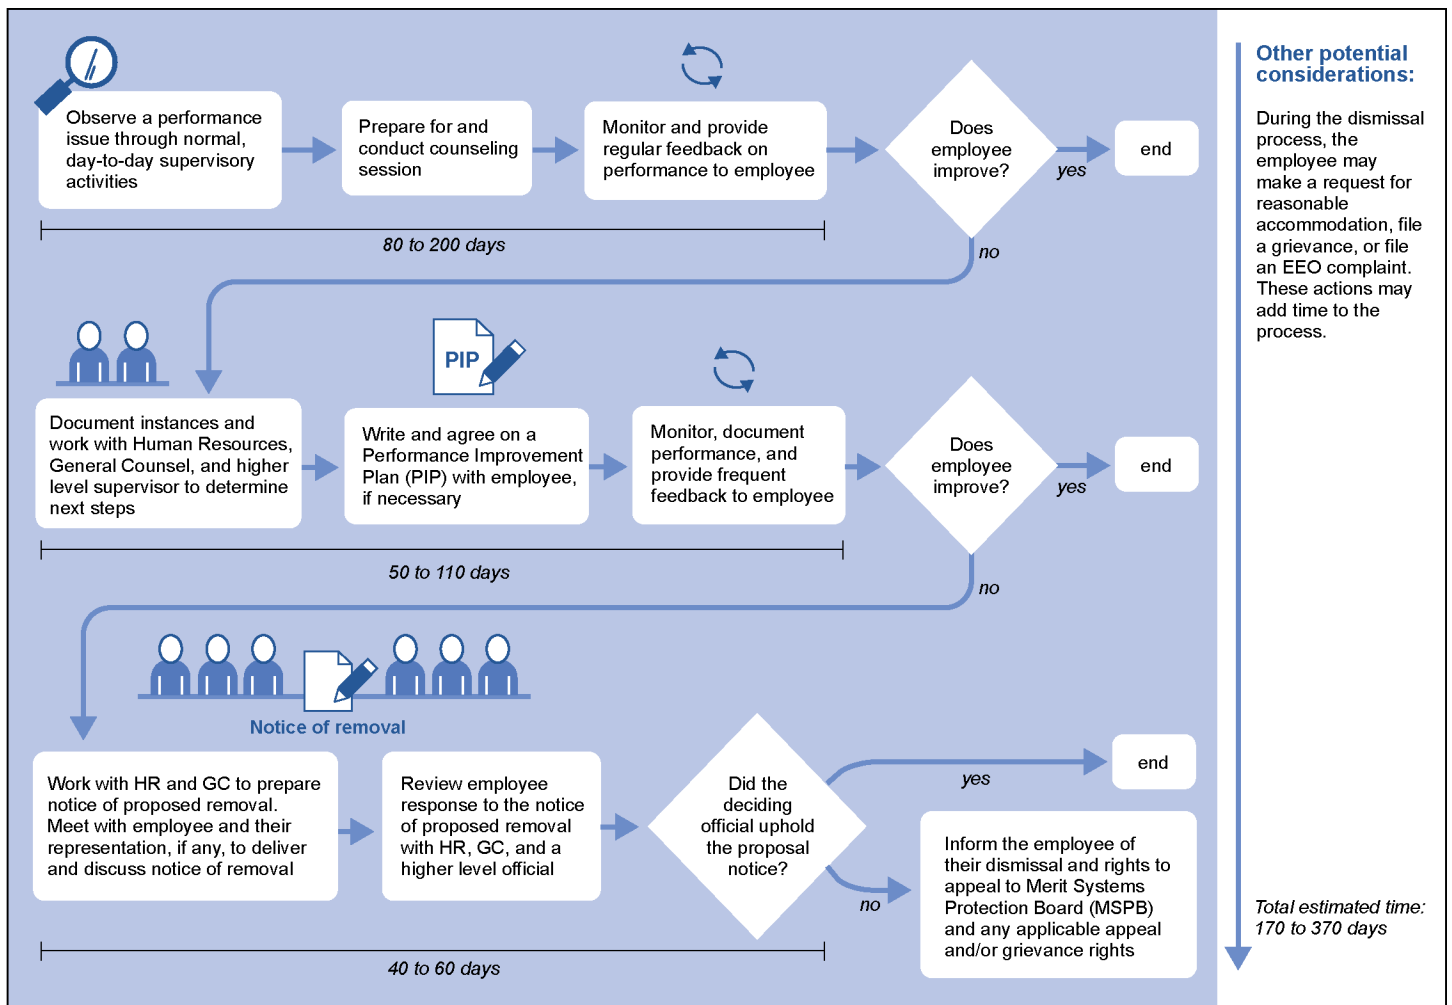 Observe a performance
issue through normal,
day-to-day supervisory
activities
Prepare for and
conduct counseling
session
Monitor and provide
regular feedback on
performance to employee
Does
employee
improve?
yes
end
80 to 200 days
no
Document instances and
work with Human Resources,
General Counsel, and higher
level supervisor to determine
next steps
PIP
Write and agree on a
Performance Improvement
Plan (PIP) with employee,
if necessary
Monitor, document
performance, and
provide frequent
feedback to employee
Does
employee
improve?
yes
end
50 to 110 days
no
Notice of removal
Work with HR and GC to prepare
notice of proposed removal.
Meet with employee and their
representation, if any, to deliver
and discuss notice of removal
Review employee
response to the notice
of proposed removal
with HR, GC, and a
higher level official
Did the
deciding
official uphold
the proposal
notice?
yes
end
no
Inform the employee of
their dismissal and rights to
appeal to Merit Systems
Protection Board (MSPB)
and any applicable appeal
and/or grievance rights
40 to 60 days
Other potential
considerations:
During the dismissal
process, the
employee may
make a request for
reasonable
accommodation, file
a grievance, or file
an EEO complaint.
These actions may
add time to the
process.
Total estimated time:
170 to 370 days